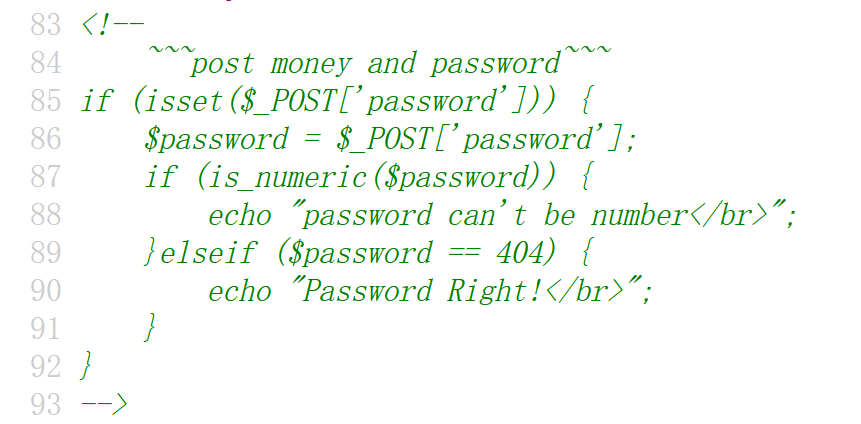 83 <!--
84     ~~~post money and password~~~
85 if (isset($_POST['password'])) {
86     $password = $_POST['password'];
87     if (is_numeric($password)) {
88         echo "password can't be number</br>";
89     }elseif ($password == 404) {
90         echo "Password Right!</br>";
91     }
92 }
93 -->